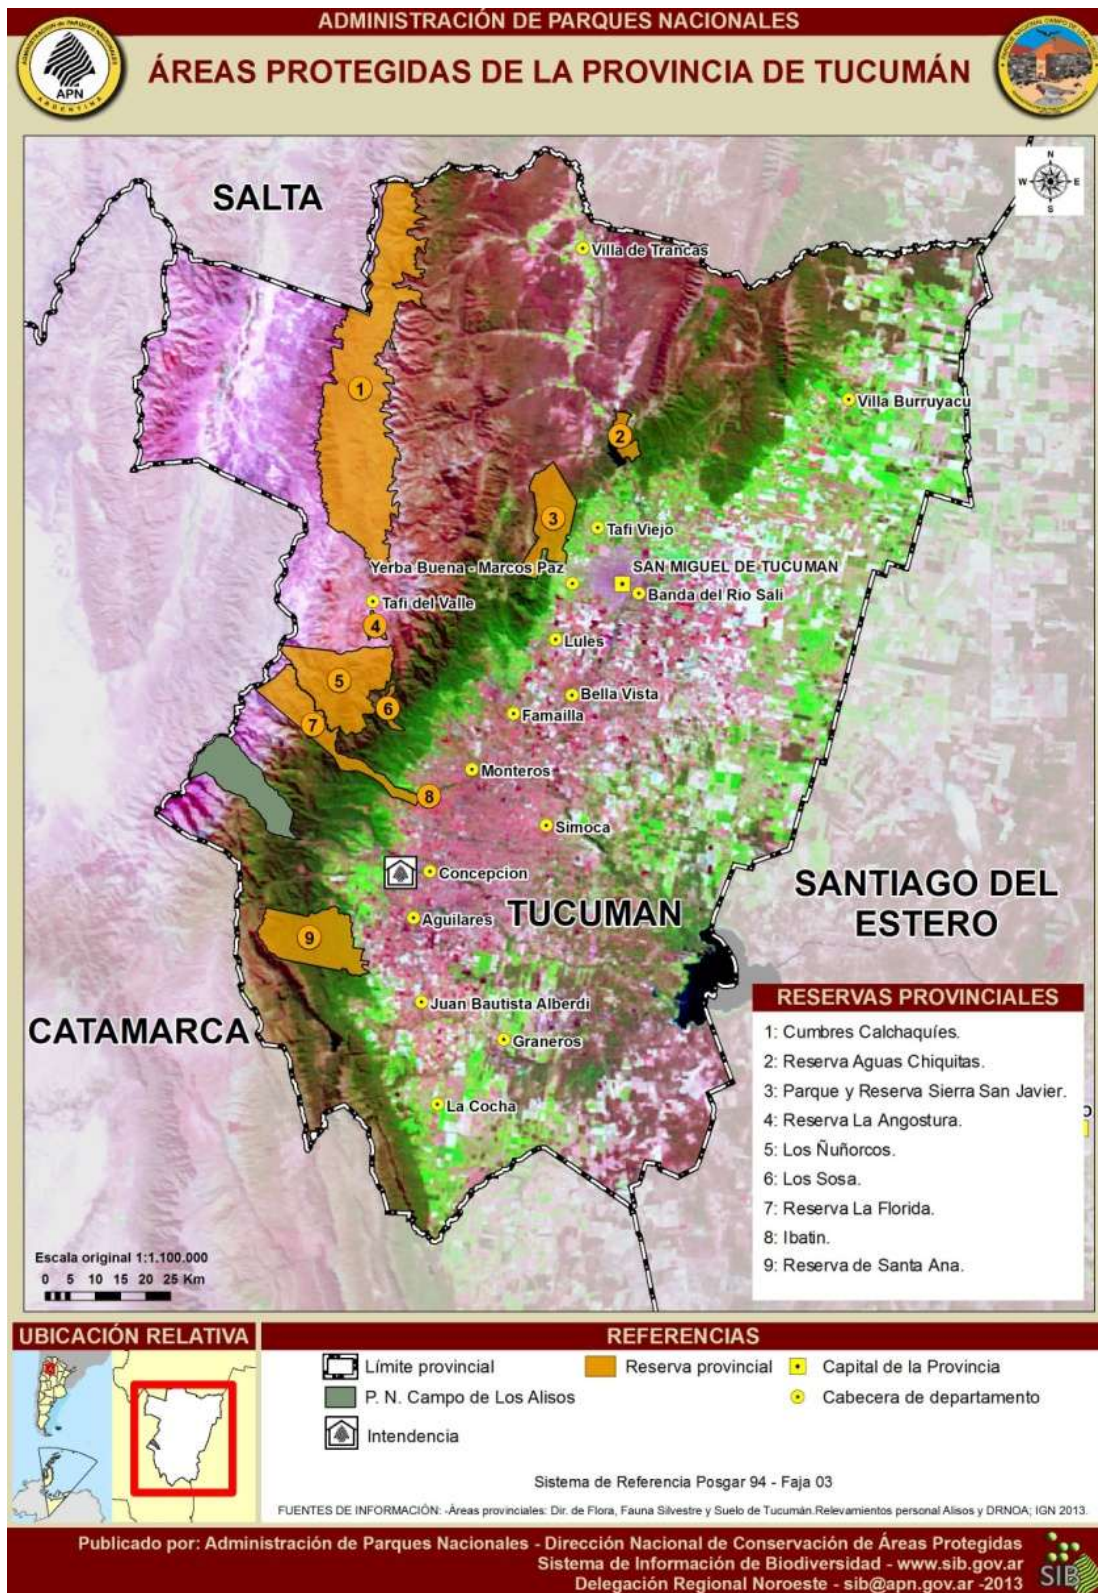 ADMINISTRACIÓN DE PARQUES NACIONALES
ÁREAS PROTEGIDAS DE LA PROVINCIA DE TUCUMÁN
ADMINISTRACIÓN de PARQUES NACIONALES
APN
ARGENTINA
N
W
E
S
SALTA
Villa de Trancas
1
Villa Burruyacu
2
3
Tafi Viejo
Yerba Buena - Marcos Paz
SAN MIGUEL DE TUCUMAN
Banda del Rio Sali
Tafi del Valle
4
Lules
5
Bella Vista
6
Famailla
7
Monteros
8
Simoca
Concepcion
SANTIAGO DEL
ESTERO
TUCUMAN
Aguilares
9
Juan Bautista Alberdi
CATAMARCA
Graneros
La Cocha
RESERVAS PROVINCIALES
1: Cumbres Calchaquíes.
2: Reserva Aguas Chiquitas.
3: Parque y Reserva Sierra San Javier.
4: Reserva La Angostura.
5: Los Ñuñorcos.
6: Los Sosa.
7: Reserva La Florida.
8: Ibatin.
9: Reserva de Santa Ana.
Escala original 1:1.100.000
0 5 10 15 20 25 Km
UBICACIÓN RELATIVA
REFERENCIAS
Límite provincial
Reserva provincial
Capital de la Provincia
P. N. Campo de Los Alisos
Cabecera de departamento
Intendencia
Sistema de Referencia Posgar 94 - Faja 03
FUENTES DE INFORMACIÓN: -Áreas provinciales: Dir. de Flora, Fauna Silvestre y Suelo de Tucumán.Relevamientos personal Alisos y DRNOA; IGN 2013.
Publicado por: Administración de Parques Nacionales - Dirección Nacional de Conservación de Áreas Protegidas
Sistema de Información de Biodiversidad - www.sib.gov.ar
Delegación Regional Noroeste - sib@apn.gov.ar -2013
SIB